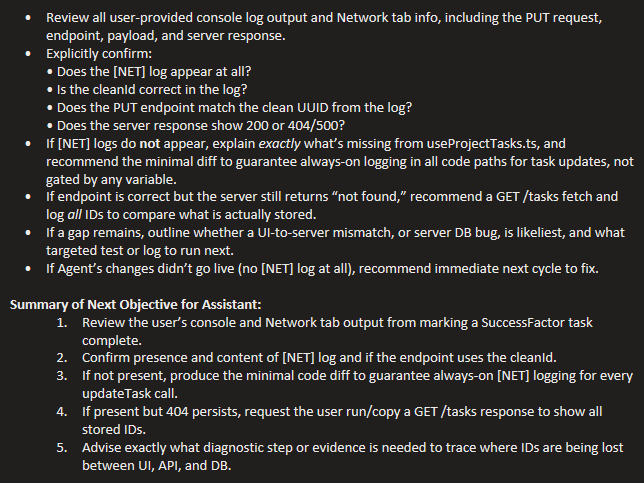 • Review all user-provided console log output and Network tab info, including the PUT request,
endpoint, payload, and server response.
• Explicitly confirm:
• Does the [NET] log appear at all?
• Is the cleanId correct in the log?
• Does the PUT endpoint match the clean UUID from the log?
• Does the server response show 200 or 404/500?
• If [NET] logs do not appear, explain exactly what's missing from useProjectTasks.ts, and
recommend the minimal diff to guarantee always-on logging in all code paths for task updates, not
gated by any variable.
• If endpoint is correct but the server still returns "not found," recommend a GET /tasks fetch and
log all IDs to compare what is actually stored.
• If a gap remains, outline whether a UI-to-server mismatch, or server DB bug, is likeliest, and what
targeted test or log to run next.
• If Agent's changes didn't go live (no [NET] log at all), recommend immediate next cycle to fix.
Summary of Next Objective for Assistant:
1. Review the user's console and Network tab output from marking a SuccessFactor task
complete.
2. Confirm presence and content of [NET] log and if the endpoint uses the cleanId.
3. If not present, produce the minimal code diff to guarantee always-on [NET] logging for every
updateTask call.
4. If present but 404 persists, request the user run/copy a GET /tasks response to show all
stored IDs.
5. Advise exactly what diagnostic step or evidence is needed to trace where IDs are being lost
between UI, API, and DB.